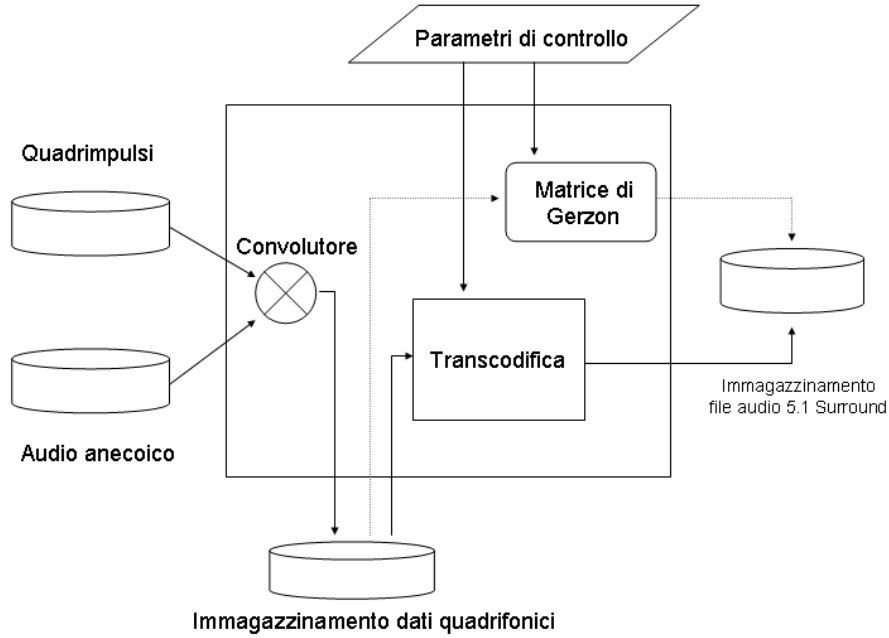 Parametri di controllo
Quadrimpulsi
Matrice di
Gerzon
Convolutore
Transcodifica
Immagazzinamento
file audio 5.1 Surround
Audio anecoico
Immagazzinamento dati quadrifonici